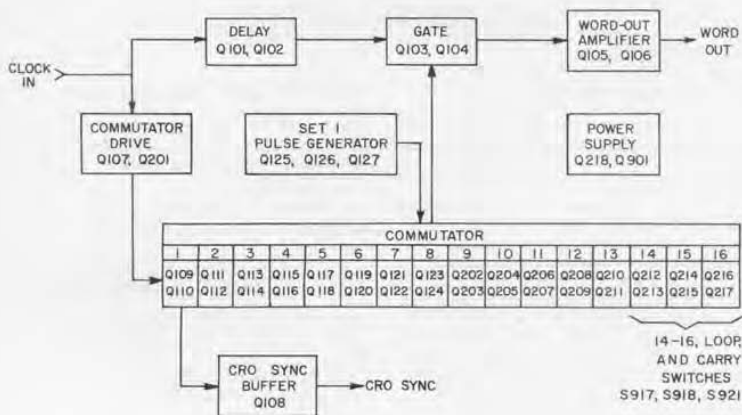 DELAY
Q101, Q102
GATE
Q103, Q104
WORD-OUT
AMPLIFIER
Q105, Q106
WORD
OUT
CLOCK
IN
COMMUTATOR
DRIVE
Q107, Q201
SET 1
PULSE GENERATOR
Q125, Q126, Q127
POWER
SUPPLY
Q218, Q901
COMMUTATOR
1 2 3 4 5 6 7 8 9 10 11 12 13 14 15 16
Q109 Q111 Q113 Q115 Q117 Q119 Q121 Q123 Q202 Q204 Q206 Q208 Q210 Q212 Q214 Q216
Q110 Q112 Q114 Q116 Q118 Q120 Q122 Q124 Q203 Q205 Q207 Q209 Q211 Q213 Q215 Q217
14-16, LOOP,
AND CARRY
SWITCHES
S917, S918, S921
CRO SYNC
BUFFER
Q108
CRO SYNC